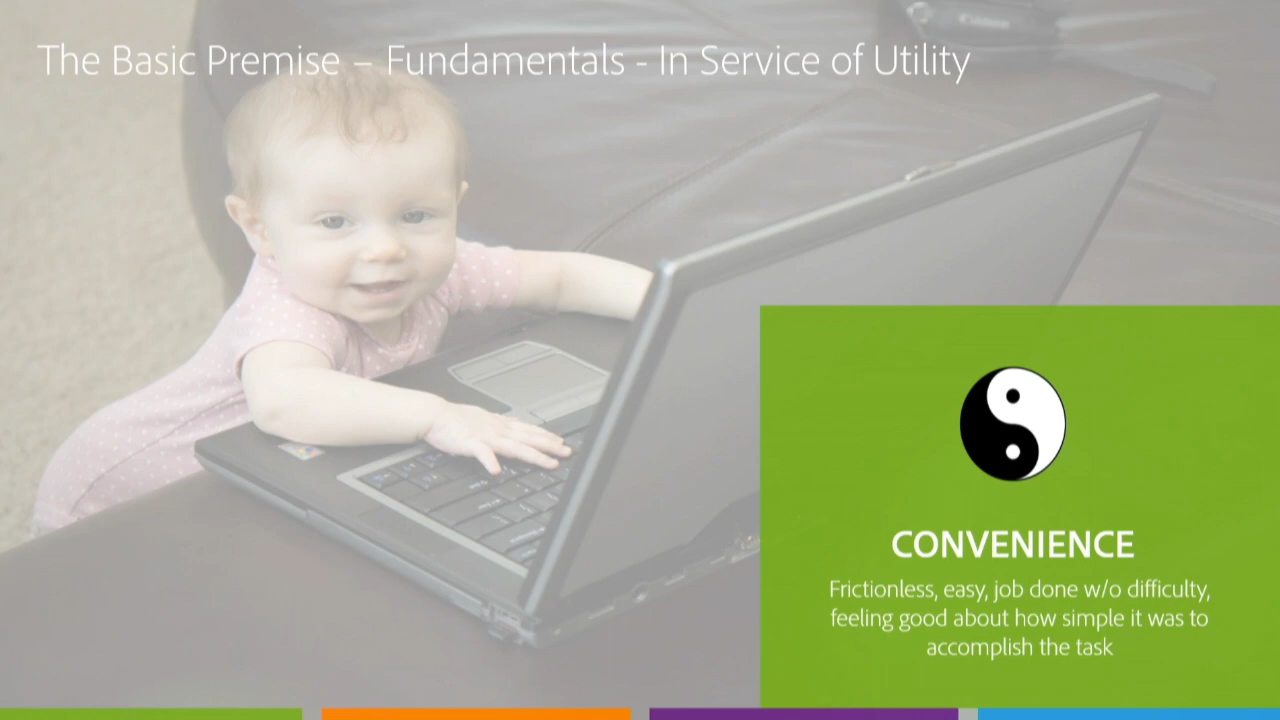 The Basic Premise – Fundamentals - In Service of Utility
Canon
CONVENIENCE
Frictionless, easy, job done w/o difficulty,
feeling good about how simple it was to
accomplish the task